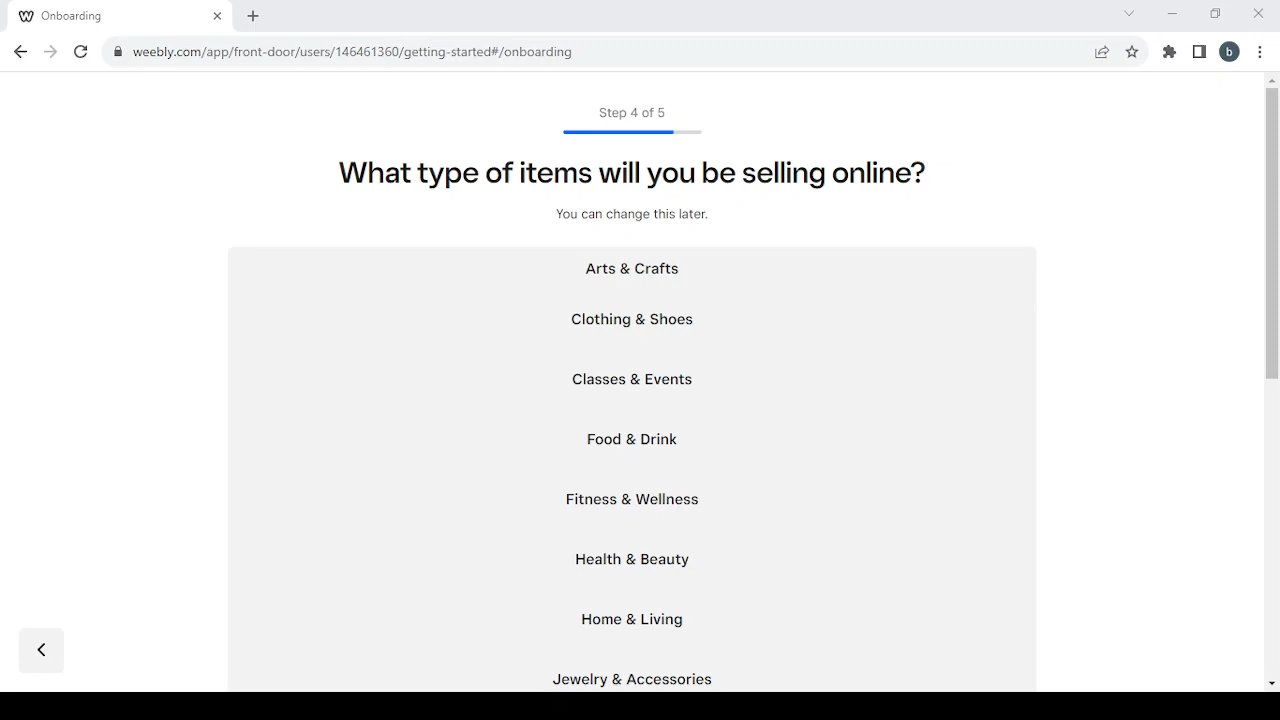 Onboarding
weebly.com/app/front-door/users/146461360/getting-started#/onboarding
b
Step 4 of 5
What type of items will you be selling online?
You can change this later.
Arts & Crafts
Clothing & Shoes
Classes & Events
Food & Drink
Fitness & Wellness
Health & Beauty
Home & Living
Jewelry & Accessories